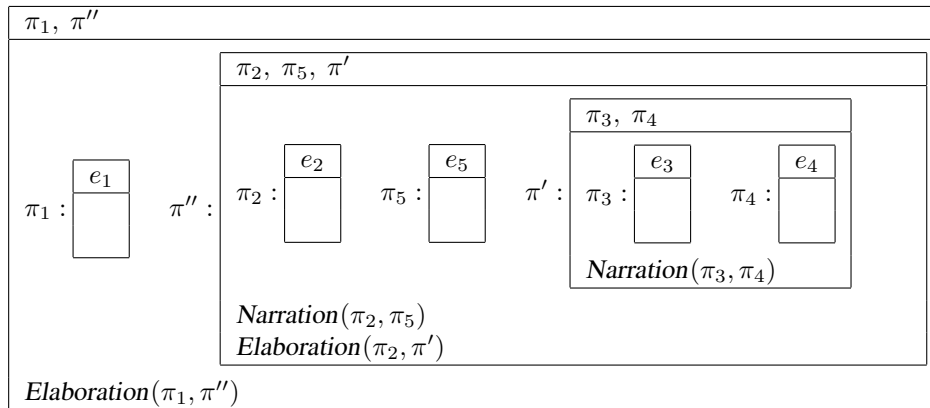 π₁, π″
π₂, π₅, π′
π₃, π₄
e₁
e₂
e₅
e₃
e₄
π₁ :
π″ :
π₂ :
π₅ :
π′ :
π₃ :
π₄ :
Narration(π₃, π₄)
Narration(π₂, π₅)
Elaboration(π₂, π′)
Elaboration(π₁, π″)